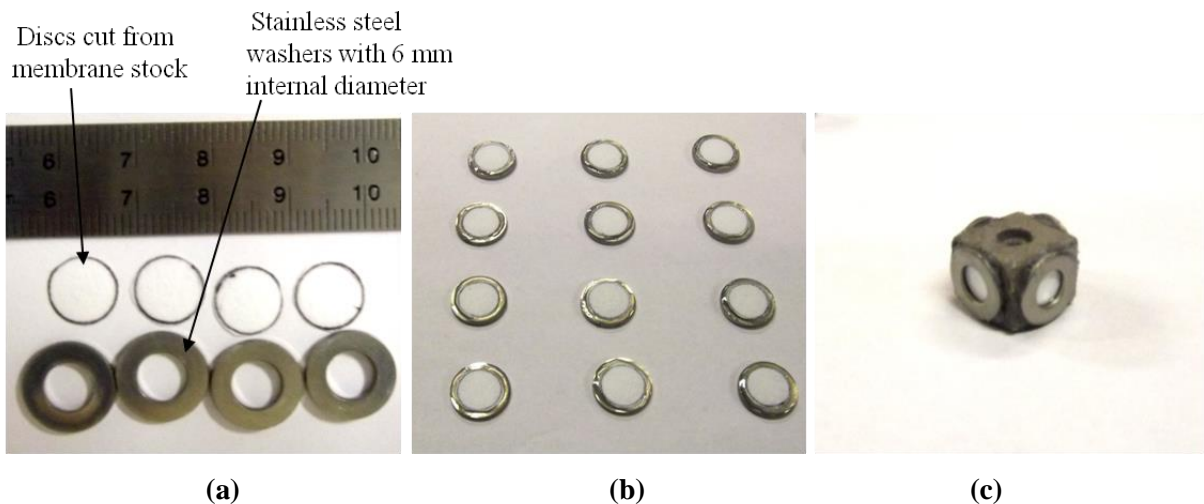 Discs cut from
membrane stock
Stainless steel
washers with 6 mm
internal diameter
6 7 8 9 10
6 7 8 9 10
(a) (b) (c)